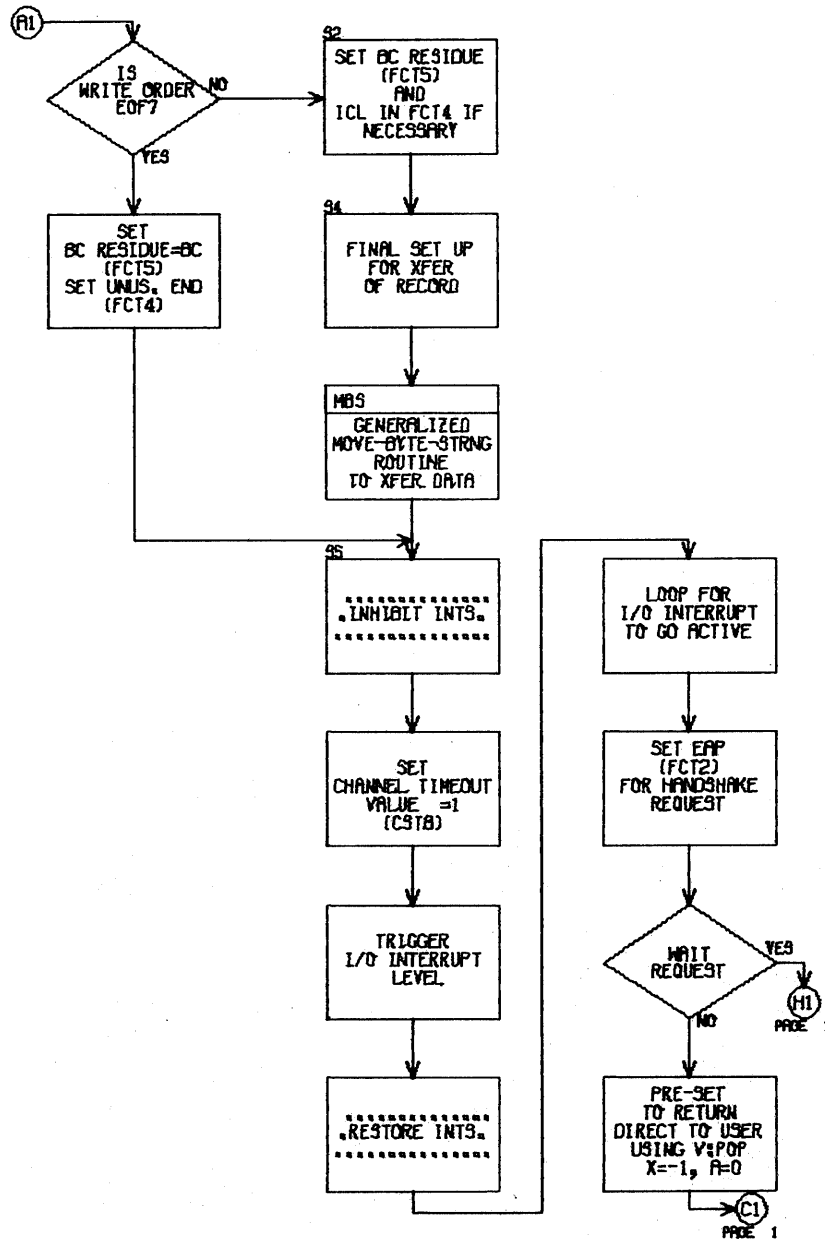 A1
IS
WRITE ORDER
EOF?
NO
YES
SET
BC RESIDUE=BC
(FCT5)
SET UNUS. END
(FCT4)
S2
SET BC RESIDUE
(FCT5)
AND
ICL IN FCT4 IF
NECESSARY
S4
FINAL SET UP
FOR XFER
OF RECORD
MBS
GENERALIZED
MOVE-BYTE-STRNG
ROUTINE
TO XFER DATA
S5
.INHIBIT INTS.
SET
CHANNEL TIMEOUT
VALUE =1
(CST8)
TRIGGER
I/O INTERRUPT
LEVEL
.RESTORE INTS.
LOOP FOR
I/O INTERRUPT
TO GO ACTIVE
SET EAP
(FCT2)
FOR HANDSHAKE
REQUEST
WAIT
REQUEST
YES
H1
PAGE
NO
PRE-SET
TO RETURN
DIRECT TO USER
USING V:POP
X=-1, A=0
C1
PAGE 1